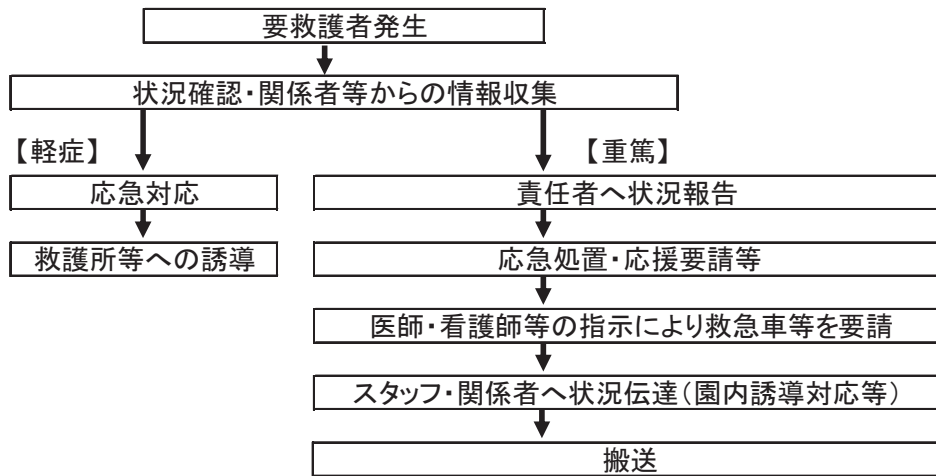 要救護者発生
状況確認・関係者等からの情報収集
【軽症】
【重篤】
応急対応
責任者へ状況報告
救護所等への誘導
応急処置・応援要請等
医師・看護師等の指示により救急車等を要請
スタッフ・関係者へ状況伝達(園内誘導対応等)
搬送